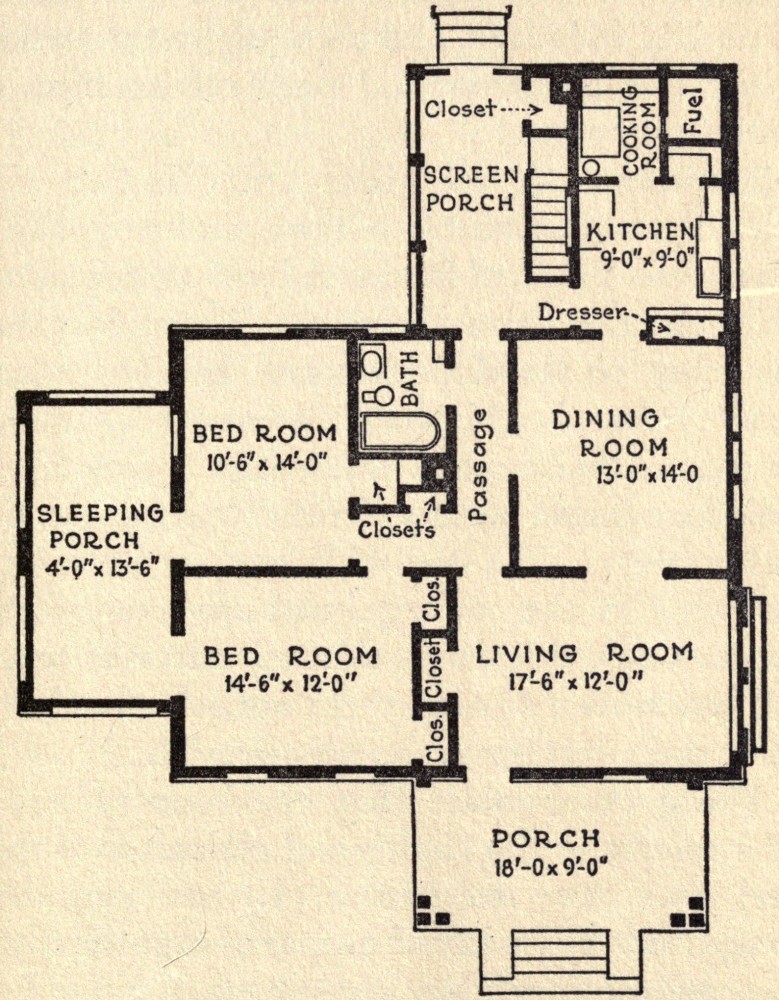 Closet
COOKING
ROOM
Fuel
SCREEN
PORCH
KITCHEN
9'-0" x 9'-0"
Dresser
BATH
BED ROOM
10'-6" x 14'-0"
Passage
DINING
ROOM
13'-0" x 14'-0
SLEEPING
PORCH
4'-0" x 13'-6"
Closets
Clos.
BED ROOM
14'-6" x 12'-0"
Closet
LIVING ROOM
17'-6" x 12'-0"
Clos.
PORCH
18'-0 x 9'-0"